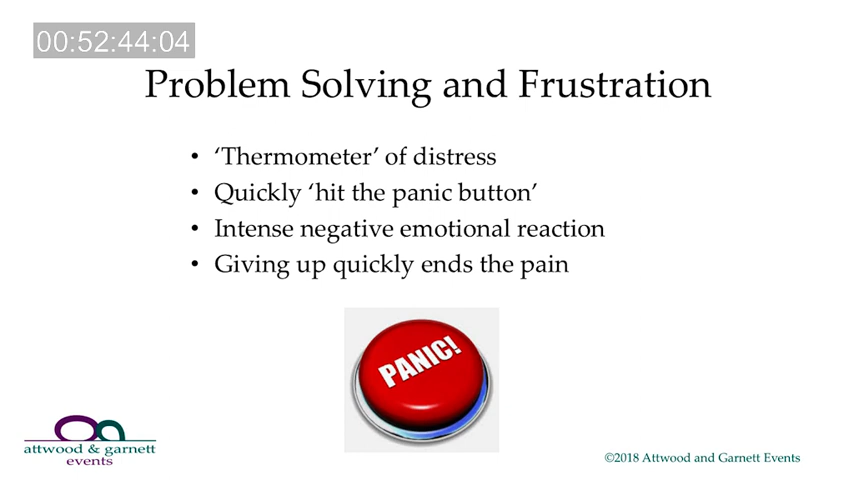 00:52:44:04
Problem Solving and Frustration
• ‘Thermometer’ of distress
• Quickly ‘hit the panic button’
• Intense negative emotional reaction
• Giving up quickly ends the pain
PANIC!
attwood & garnett
events
©2018 Attwood and Garnett Events